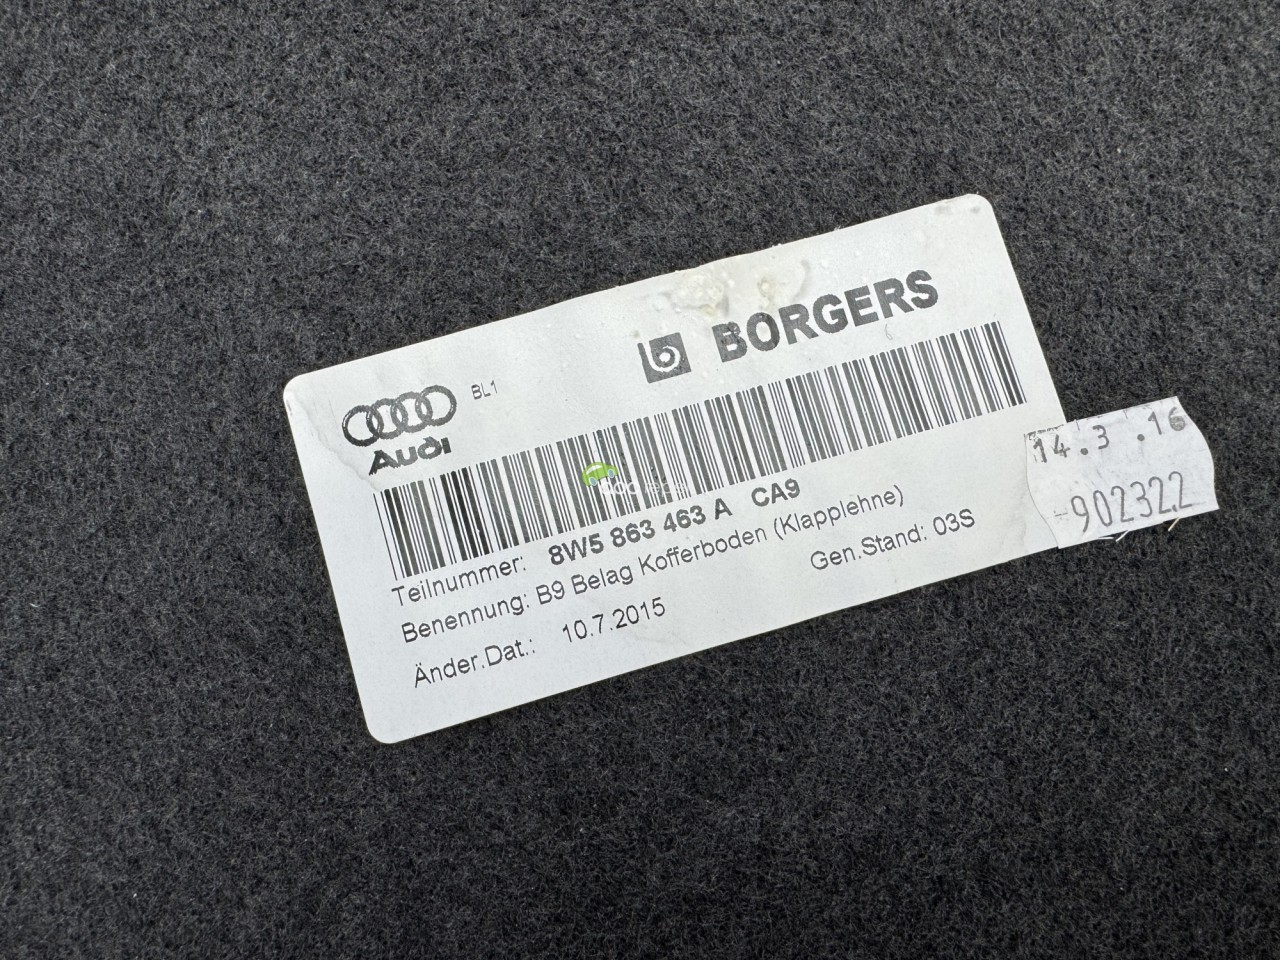 BORGERS
BL1
Audi
Teilnummer: 8W5 863 463 A CA9
Benennung: B9 Belag Kofferboden (Klapplehne)
Änder.Dat.: 10.7.2015 Gen.Stand: 03S
14.3 .16
-902322